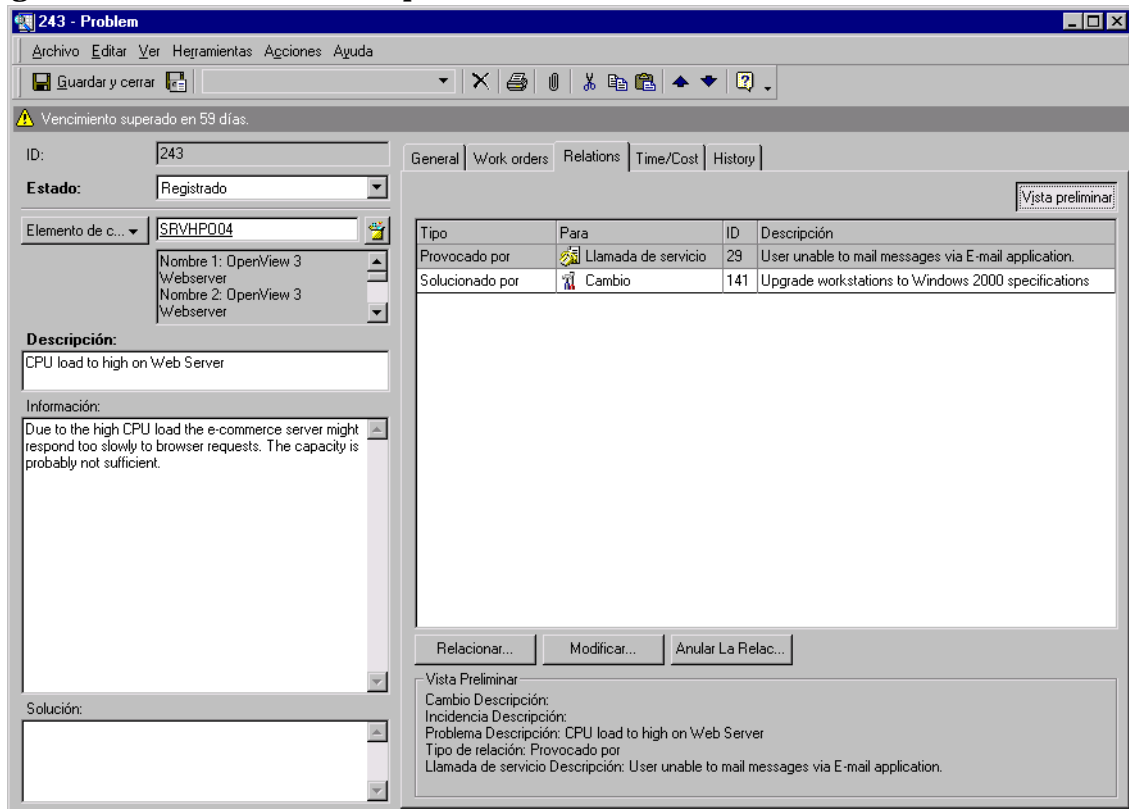 243 - Problem
Archivo Editar Ver Herramientas Acciones Ayuda
Guardar y cerrar
Vencimiento superado en 59 días.
ID: 243
Estado: Registrado
Elemento de c... SRVHP004
Nombre 1: OpenView 3
Webserver
Nombre 2: OpenView 3
Webserver
Descripción:
CPU load to high on Web Server
Información:
Due to the high CPU load the e-commerce server might
respond too slowly to browser requests. The capacity is
probably not sufficient.
Solución:
General Work orders Relations Time/Cost History
Vista preliminar
Tipo Para ID Descripción
Provocado por Llamada de servicio 29 User unable to mail messages via E-mail application.
Solucionado por Cambio 141 Upgrade workstations to Windows 2000 specifications
Relacionar... Modificar... Anular La Relac...
Vista Preliminar
Cambio Descripción:
Incidencia Descripción:
Problema Descripción: CPU load to high on Web Server
Tipo de relación: Provocado por
Llamada de servicio Descripción: User unable to mail messages via E-mail application.